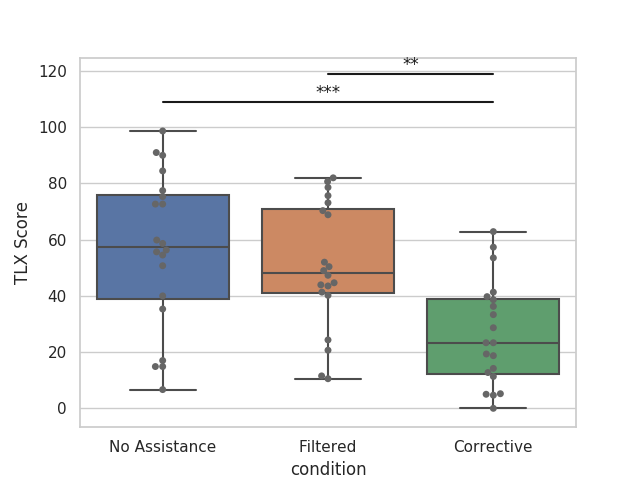 **
***
120
100
80
60
40
20
0
TLX Score
No Assistance
Filtered
Corrective
condition